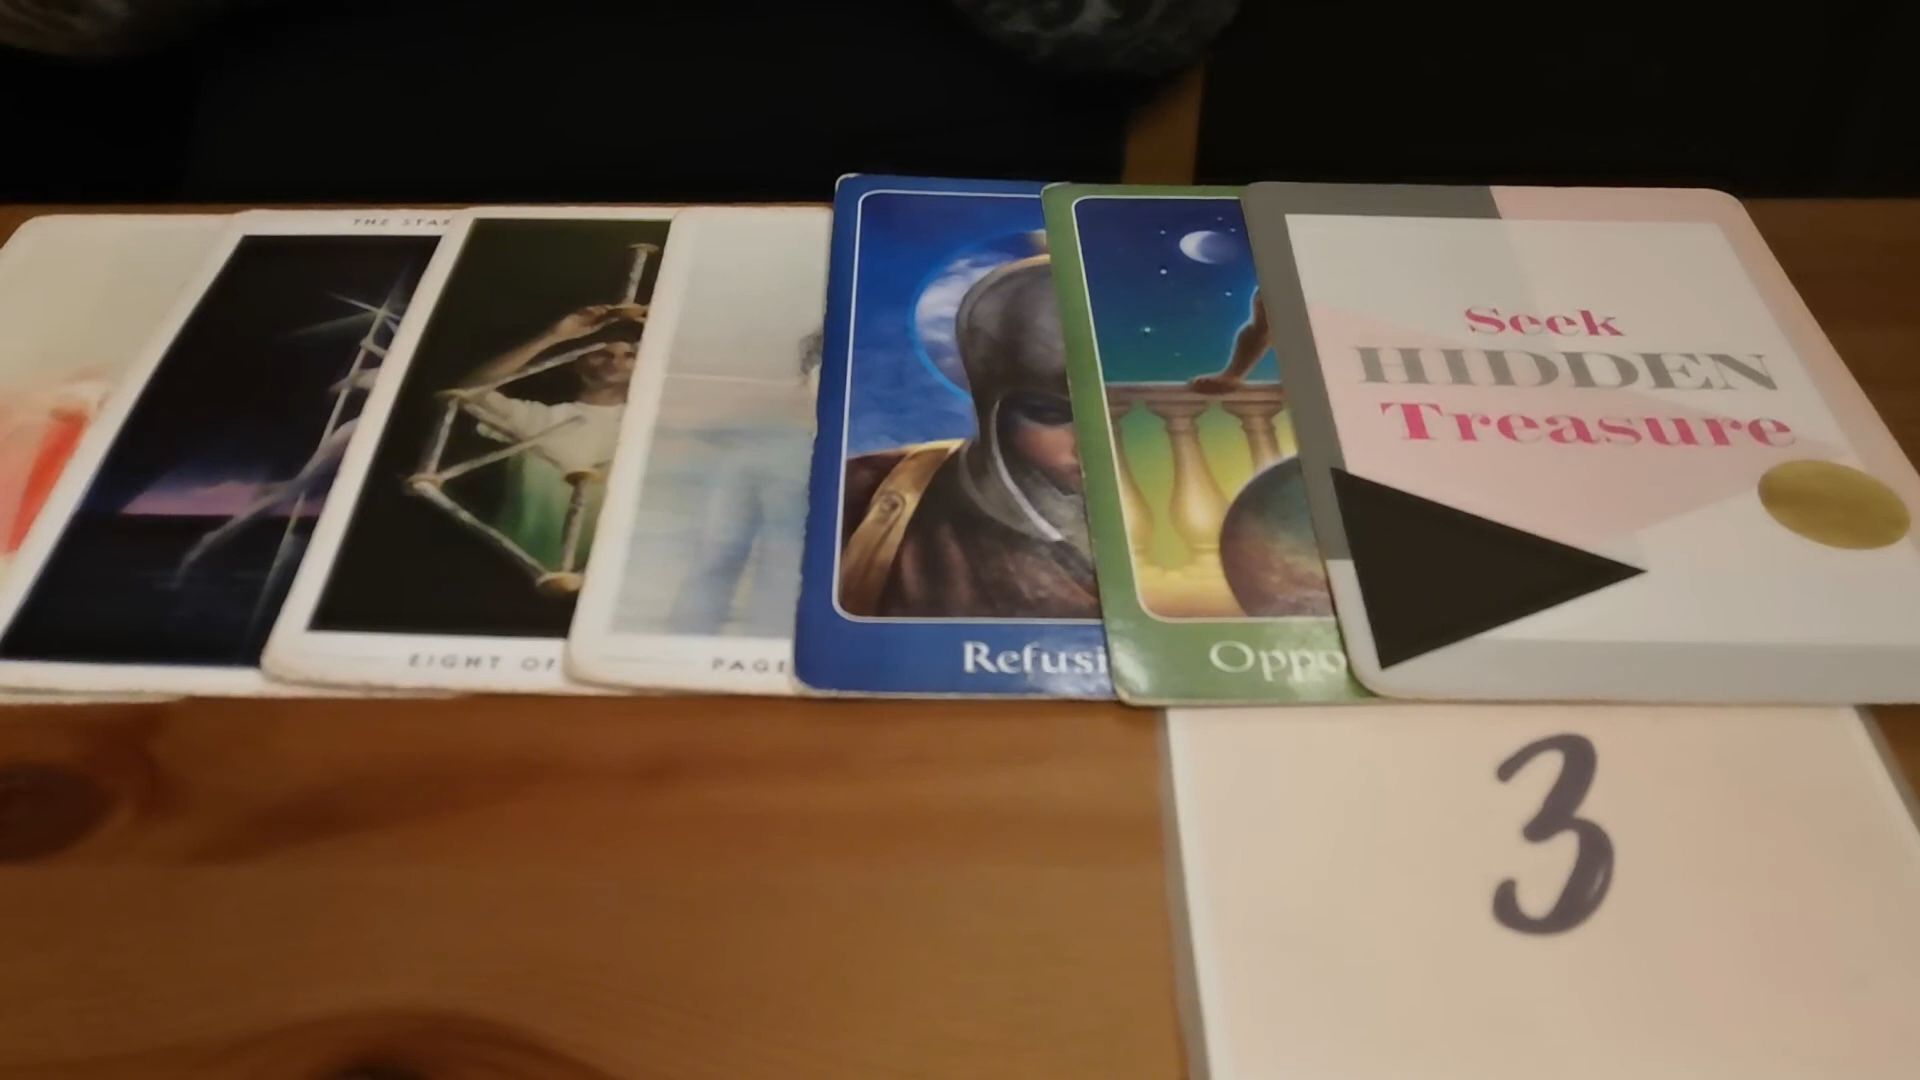 THE STAR
EIGHT OF
PAGE
Refusi
Oppo
Seek
HIDDEN
Treasure
3